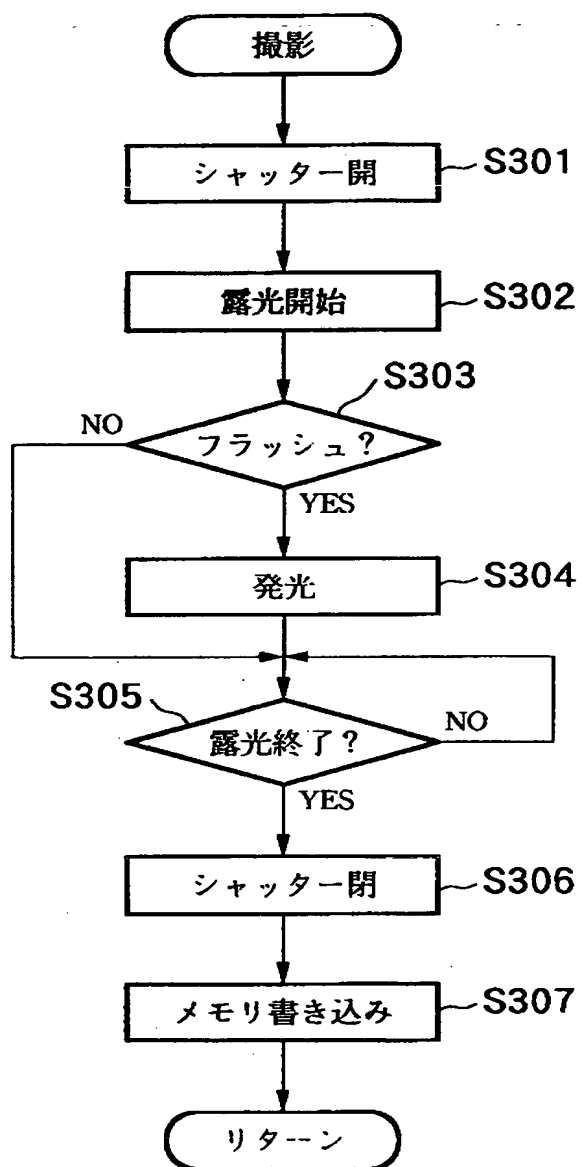 撮影
シャッター開
S301
露光開始
S302
S303
NO
フラッシュ?
YES
発光
S304
S305
露光終了?
NO
YES
シャッター閉
S306
メモリ書き込み
S307
リターン